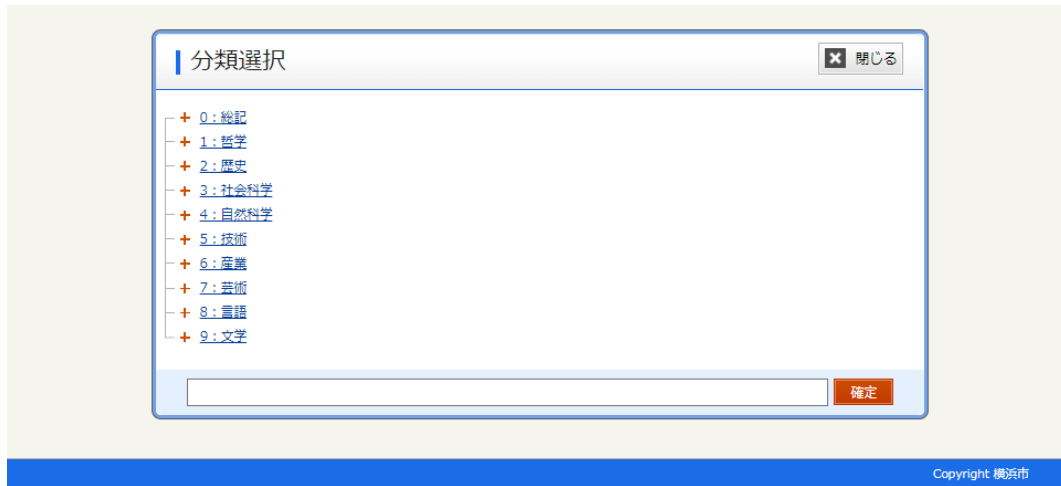 分類選択
閉じる
0:総記
1:哲学
2:歴史
3:社会科学
4:自然科学
5:技術
6:産業
7:芸術
8:言語
9:文学
確定
Copyright 横浜市